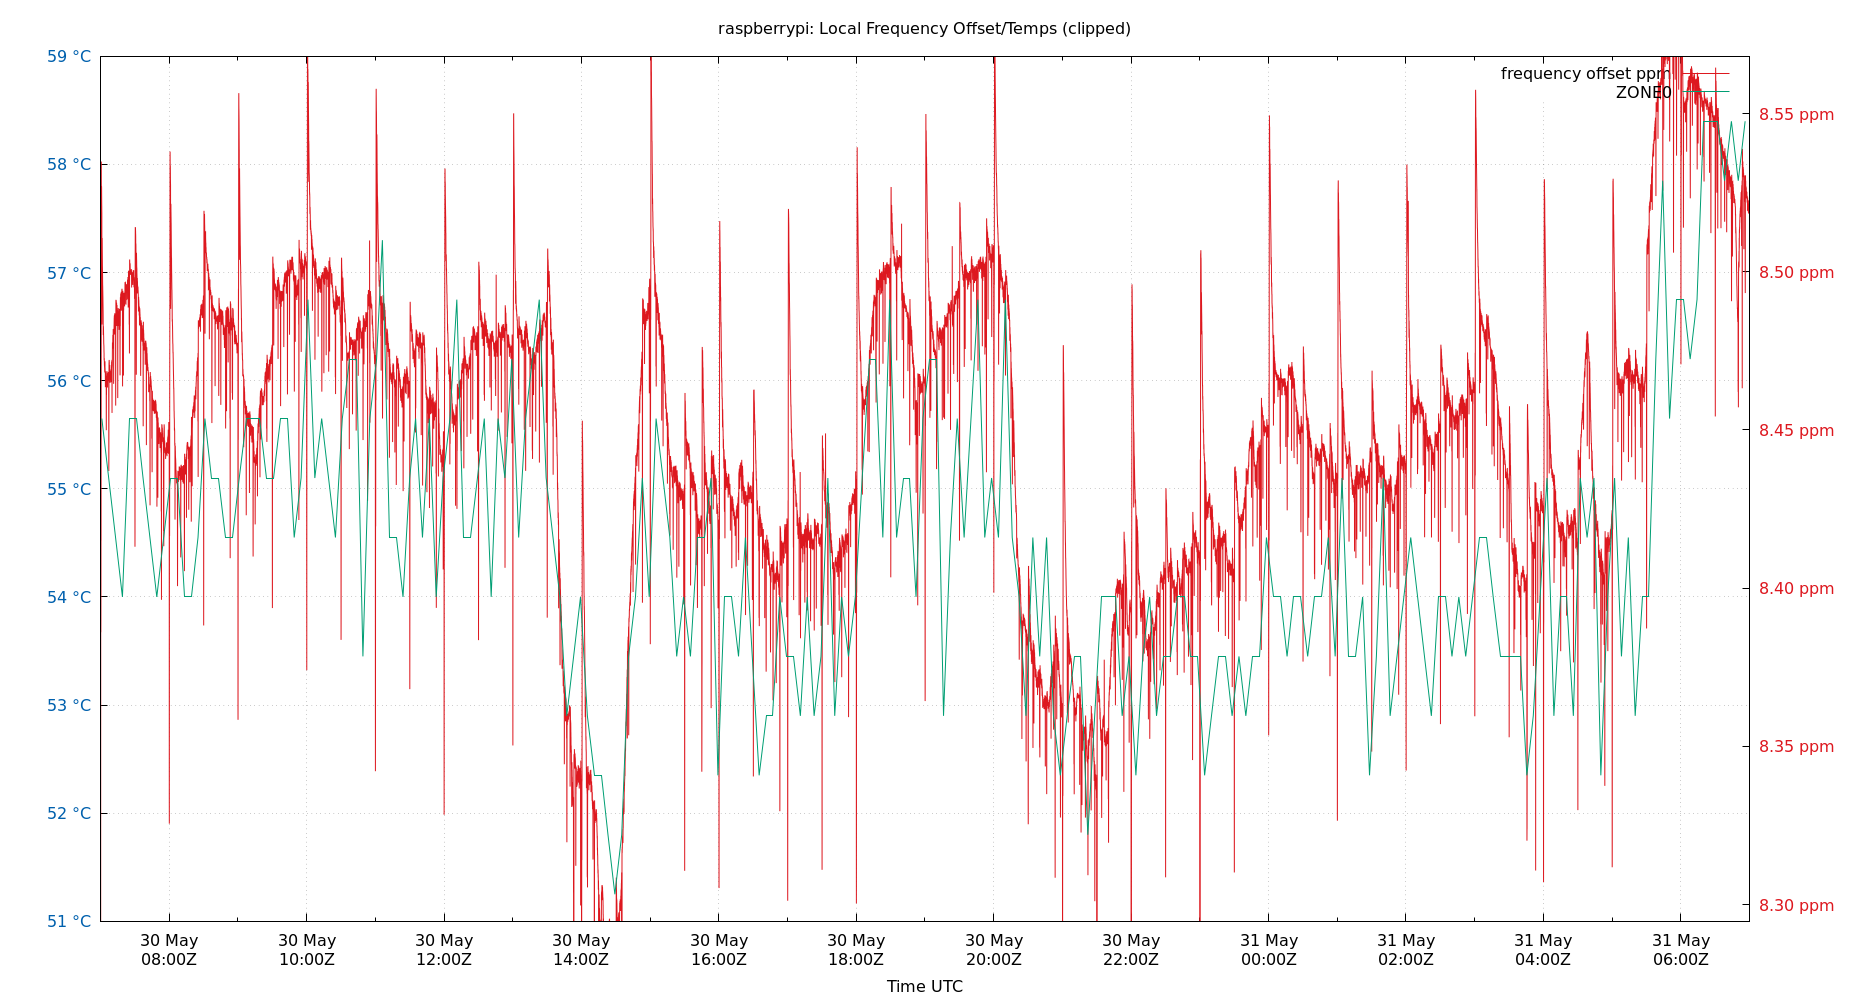 raspberrypi: Local Frequency Offset/Temps (clipped)
59 °C
58 °C
57 °C
56 °C
55 °C
54 °C
53 °C
52 °C
51 °C
frequency offset ppm
ZONE0
8.55 ppm
8.50 ppm
8.45 ppm
8.40 ppm
8.35 ppm
8.30 ppm
30 May
08:00Z
30 May
10:00Z
30 May
12:00Z
30 May
14:00Z
30 May
16:00Z
30 May
18:00Z
30 May
20:00Z
30 May
22:00Z
31 May
00:00Z
31 May
02:00Z
31 May
04:00Z
31 May
06:00Z
Time UTC